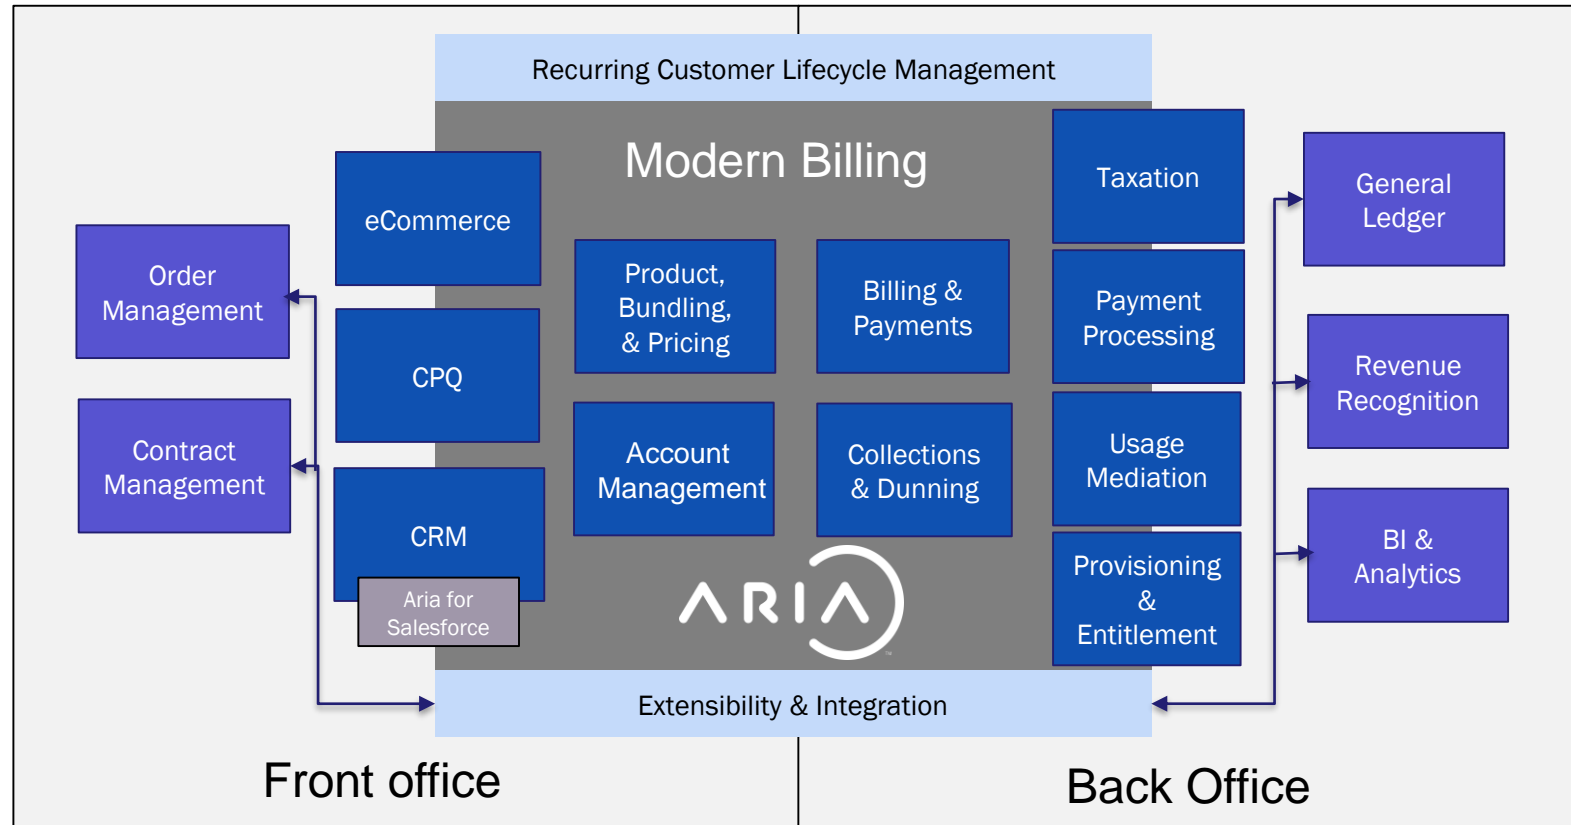 Recurring Customer Lifecycle Management
Modern Billing
eCommerce
CPQ
CRM
Aria for
Salesforce
Order
Management
Contract
Management
Product,
Bundling,
& Pricing
Billing &
Payments
Account
Management
Collections
& Dunning
ARIA
™
Taxation
Payment
Processing
Usage
Mediation
Provisioning
&
Entitlement
General
Ledger
Revenue
Recognition
BI &
Analytics
Extensibility & Integration
Front office
Back Office